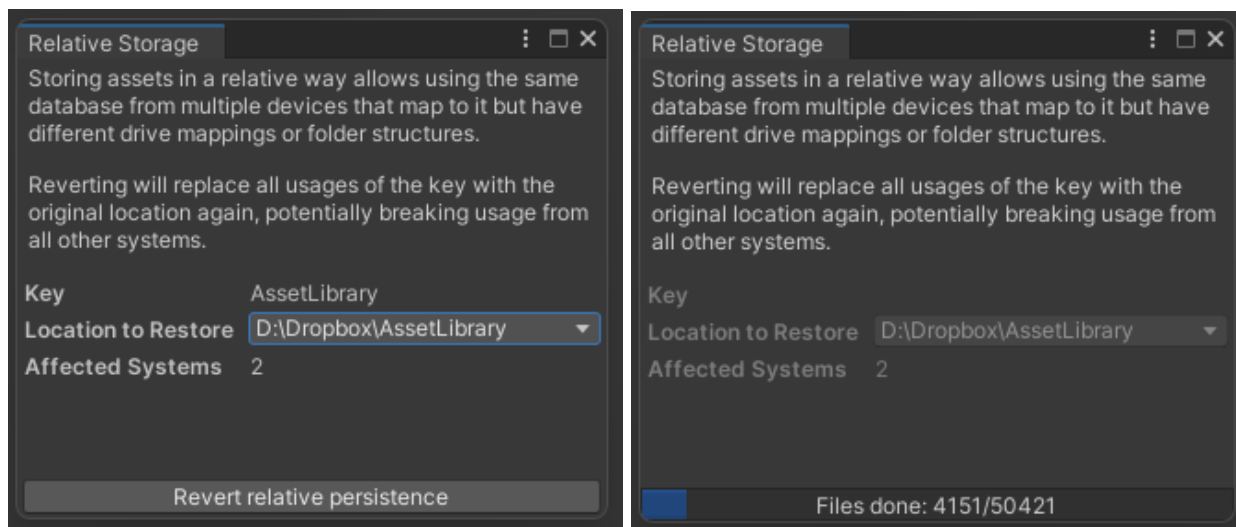 Relative Storage
Storing assets in a relative way allows using the same
database from multiple devices that map to it but have
different drive mappings or folder structures.
Reverting will replace all usages of the key with the
original location again, potentially breaking usage from
all other systems.
Key AssetLibrary
Location to Restore D:\Dropbox\AssetLibrary
Affected Systems 2
Revert relative persistence
Relative Storage
Storing assets in a relative way allows using the same
database from multiple devices that map to it but have
different drive mappings or folder structures.
Reverting will replace all usages of the key with the
original location again, potentially breaking usage from
all other systems.
Key
Location to Restore D:\Dropbox\AssetLibrary
Affected Systems 2
Files done: 4151/50421